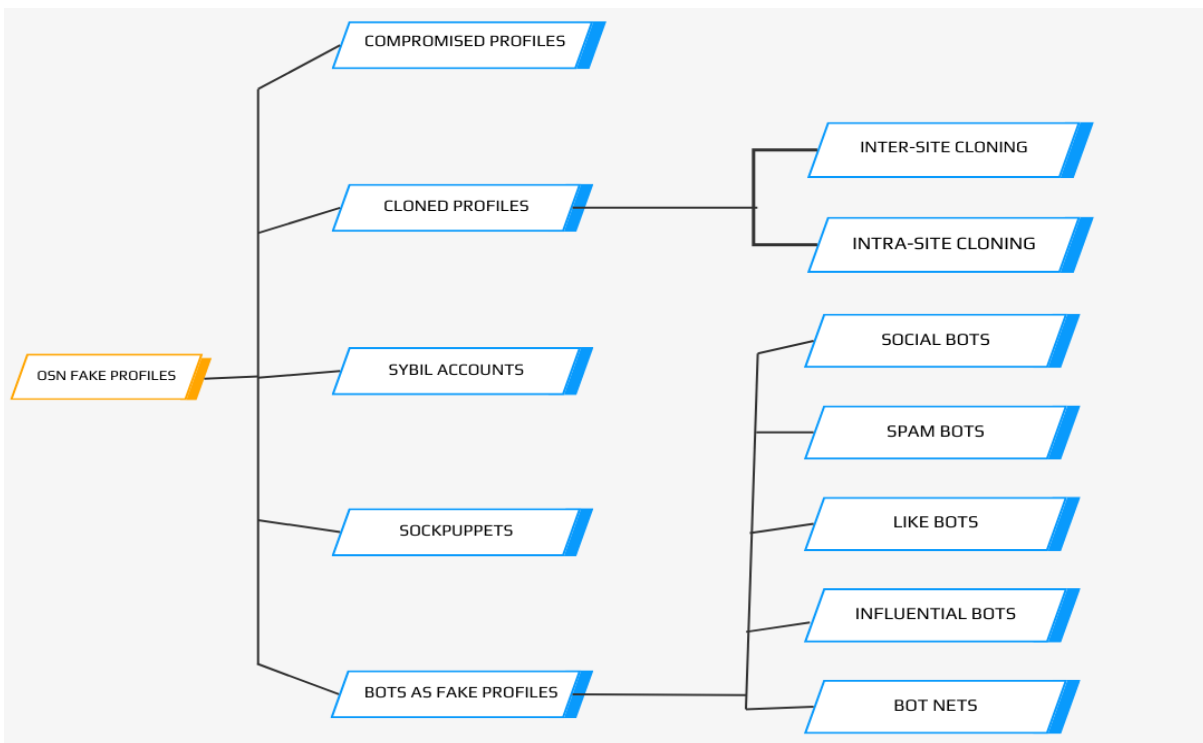 COMPROMISED PROFILES
INTER-SITE CLONING
CLONED PROFILES
INTRA-SITE CLONING
SOCIAL BOTS
OSN FAKE PROFILES
SYBIL ACCOUNTS
SPAM BOTS
SOCKPUPPETS
LIKE BOTS
INFLUENTIAL BOTS
BOTS AS FAKE PROFILES
BOT NETS